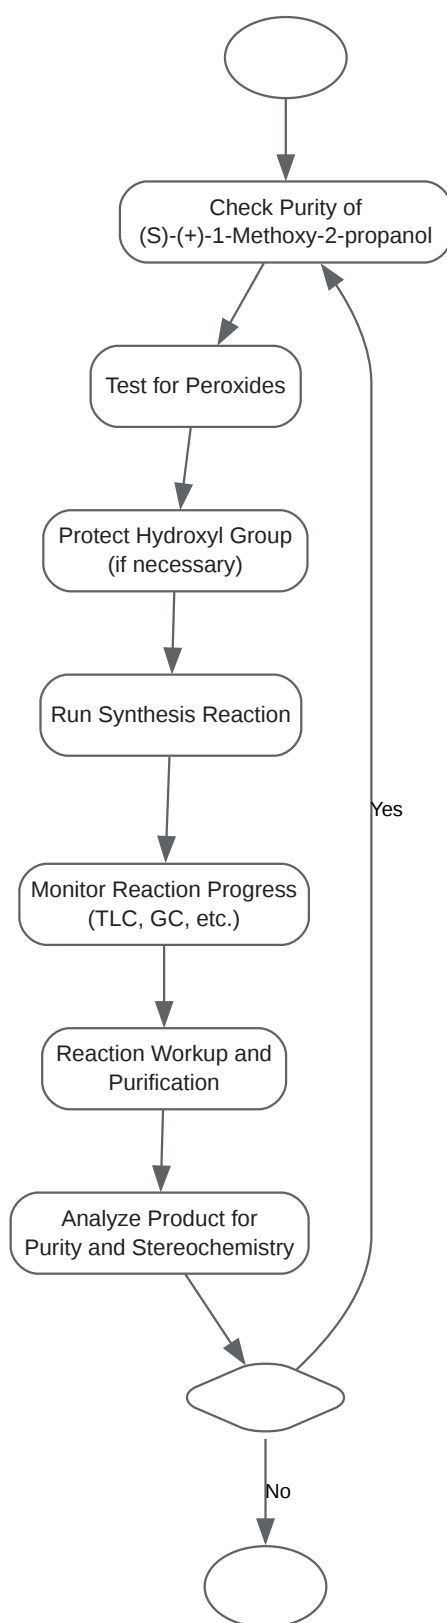 Check Purity of
(S)-(+)-1-Methoxy-2-propanol
Test for Peroxides
Protect Hydroxyl Group
(if necessary)
Run Synthesis Reaction
Monitor Reaction Progress
(TLC, GC, etc.)
Reaction Workup and
Purification
Analyze Product for
Purity and Stereochemistry
Yes
No